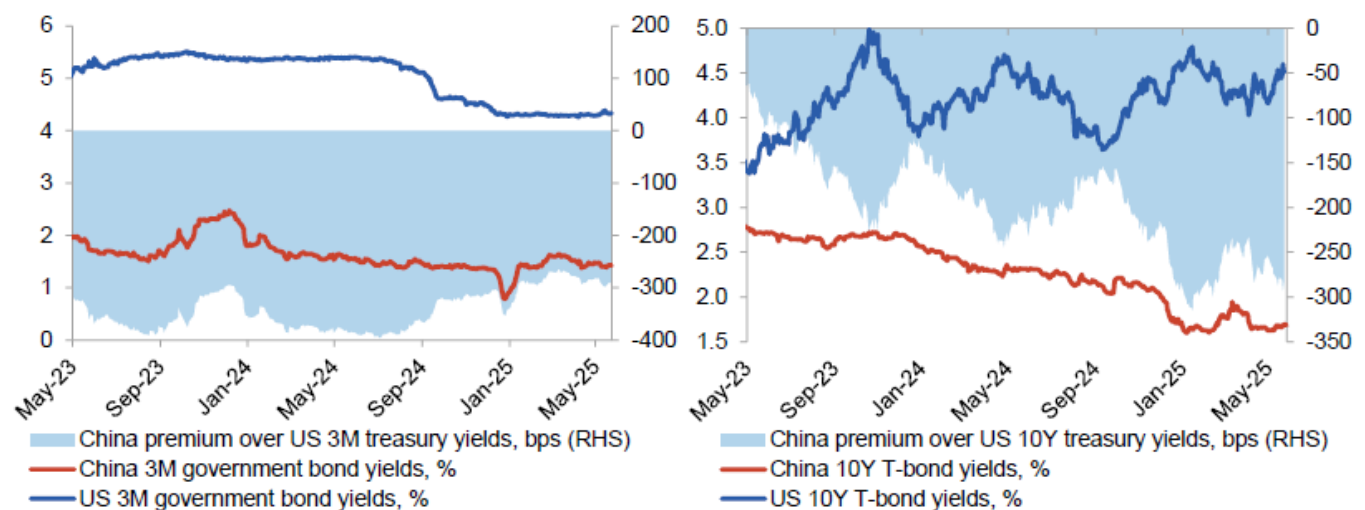 6
5
4
3
2
1
0
200
100
0
-100
-200
-300
-400
May-23
Sep-23
Jan-24
May-24
Sep-24
Jan-25
May-25
China premium over US 3M treasury yields, bps (RHS)
China 3M government bond yields, %
US 3M government bond yields, %
5.0
4.5
4.0
3.5
3.0
2.5
2.0
1.5
0
-50
-100
-150
-200
-250
-300
-350
May-23
Sep-23
Jan-24
May-24
Sep-24
Jan-25
May-25
China premium over US 10Y treasury yields, bps (RHS)
China 10Y T-bond yields, %
US 10Y T-bond yields, %